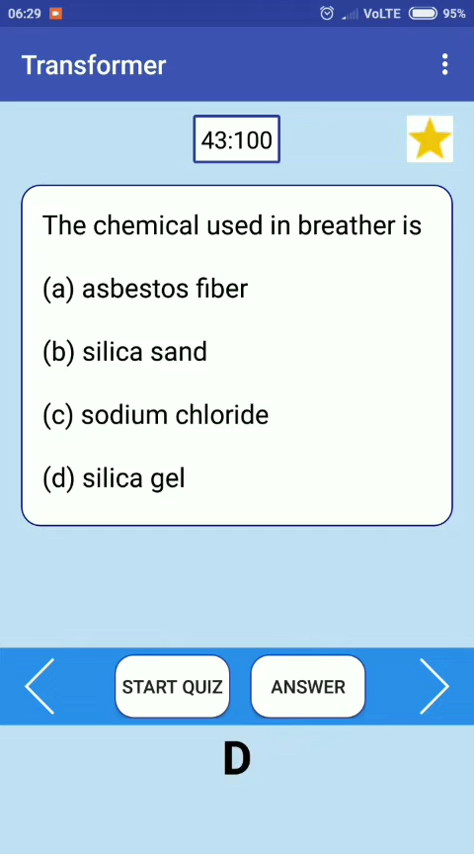 06:29 VoLTE 95%
Transformer
43:100
The chemical used in breather is
(a) asbestos fiber
(b) silica sand
(c) sodium chloride
(d) silica gel
START QUIZ ANSWER
D